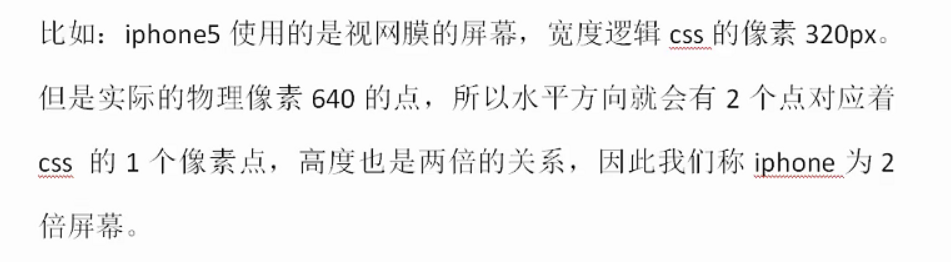 比如：iphone5 使用的是视网膜的屏幕，宽度逻辑 css 的像素 320px。
但是实际的物理像素 640 的点，所以水平方向就会有 2 个点对应着
css 的 1 个像素点，高度也是两倍的关系，因此我们称 iphone 为 2
倍屏幕。